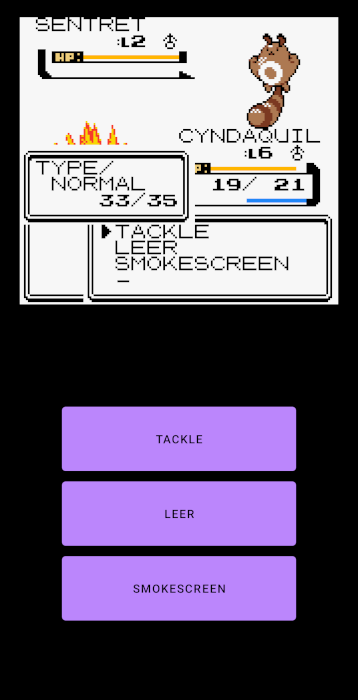 SENTRET
:L2 ♂
HP:
CYNDAQUIL
:L6 ♂
19/ 21
TYPE/
NORMAL
33/35
▶TACKLE
LEER
SMOKESCREEN
–
TACKLE
LEER
SMOKESCREEN